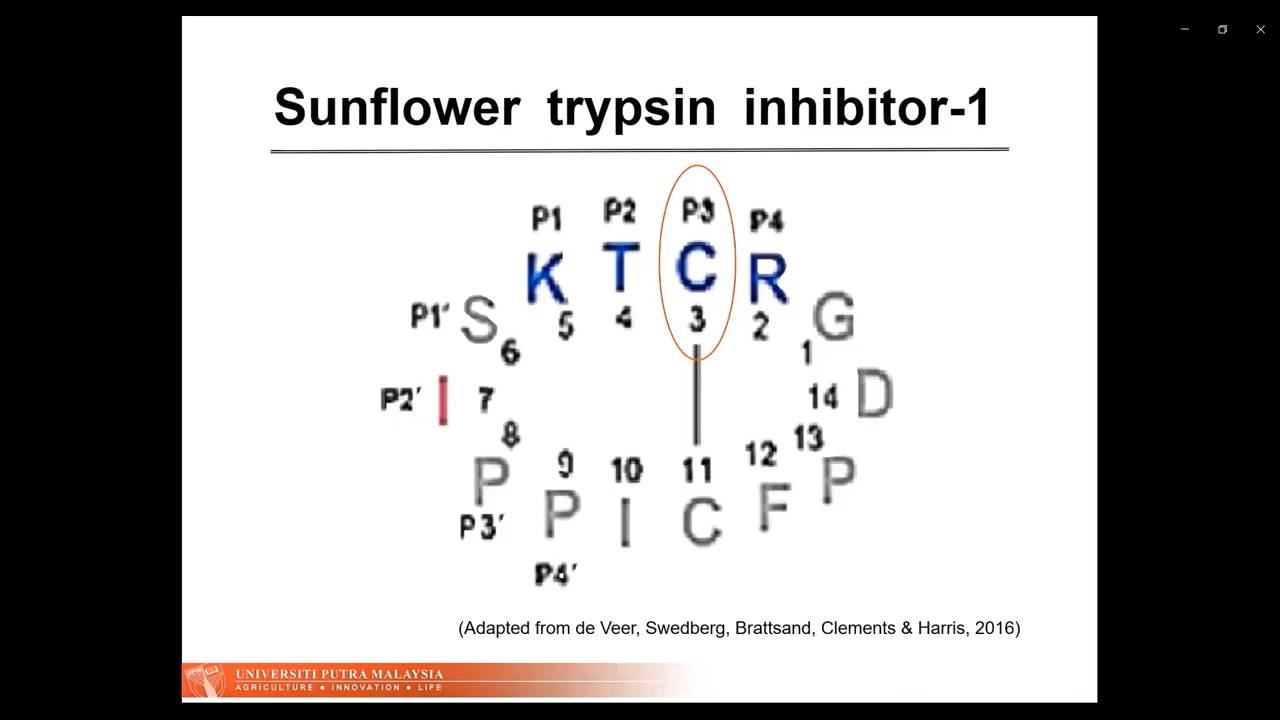 Sunflower trypsin inhibitor-1
P1 P2 P3 P4
K T C R
5 4 3 2
P1′ S 6 1 G
P2′ I 7 14 D
8 13
9 10 11 12
P P I C F P
P3′
P4′
(Adapted from de Veer, Swedberg, Brattsand, Clements & Harris, 2016)
UNIVERSITI PUTRA MALAYSIA
AGRICULTURE • INNOVATION • LIFE